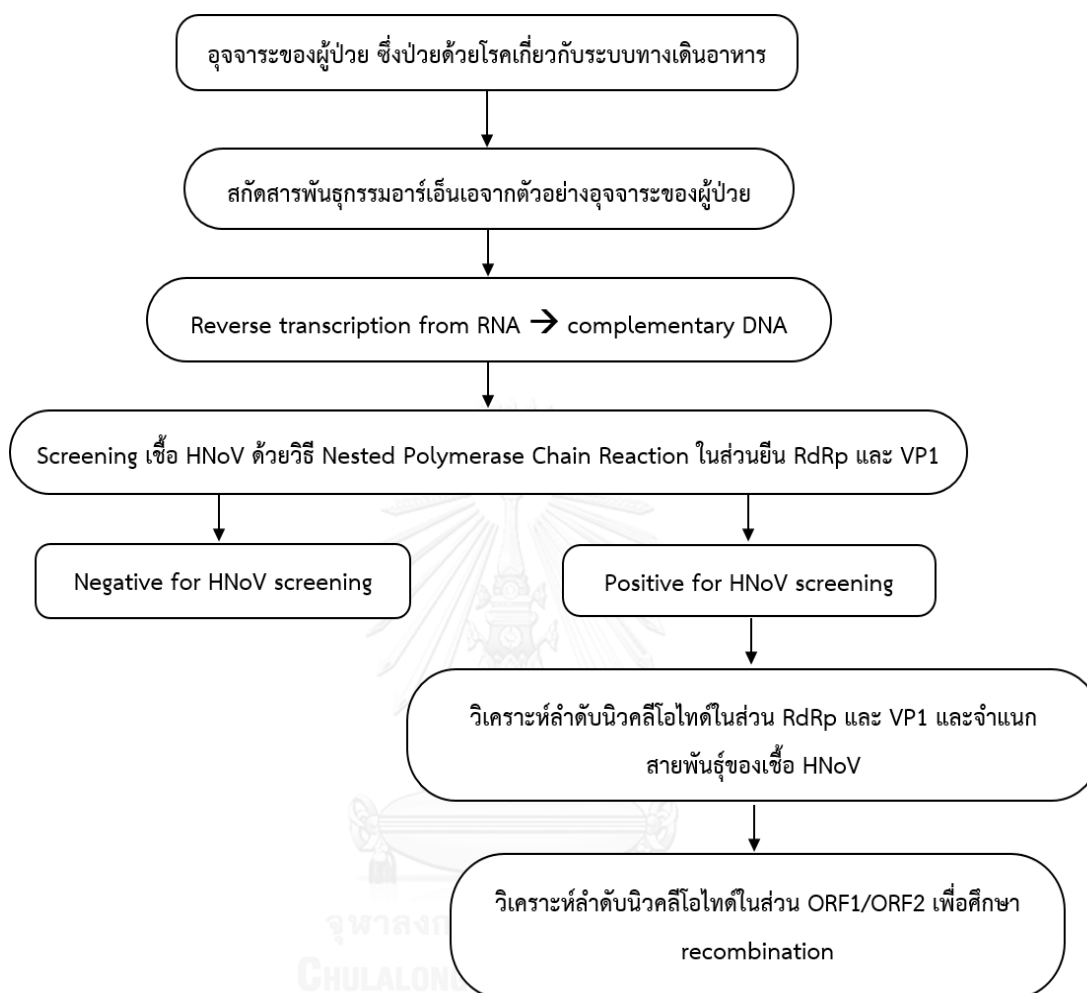 อุจจาระของผู้ป่วย ซึ่งป่วยด้วยโรคเกี่ยวกับระบบทางเดินอาหาร
สกัดสารพันธุกรรมอาร์เอ็นเอจากตัวอย่างอุจจาระของผู้ป่วย
Reverse transcription from RNA → complementary DNA
Screening เชื้อ HNoV ด้วยวิธี Nested Polymerase Chain Reaction ในส่วนยีน RdRp และ VP1
Negative for HNoV screening
Positive for HNoV screening
วิเคราะห์ลำดับนิวคลีโอไทด์ในส่วน RdRp และ VP1 และจำแนก
สายพันธุ์ของเชื้อ HNoV
วิเคราะห์ลำดับนิวคลีโอไทด์ในส่วน ORF1/ORF2 เพื่อศึกษา
recombination
จุฬาลงก
CHULALON